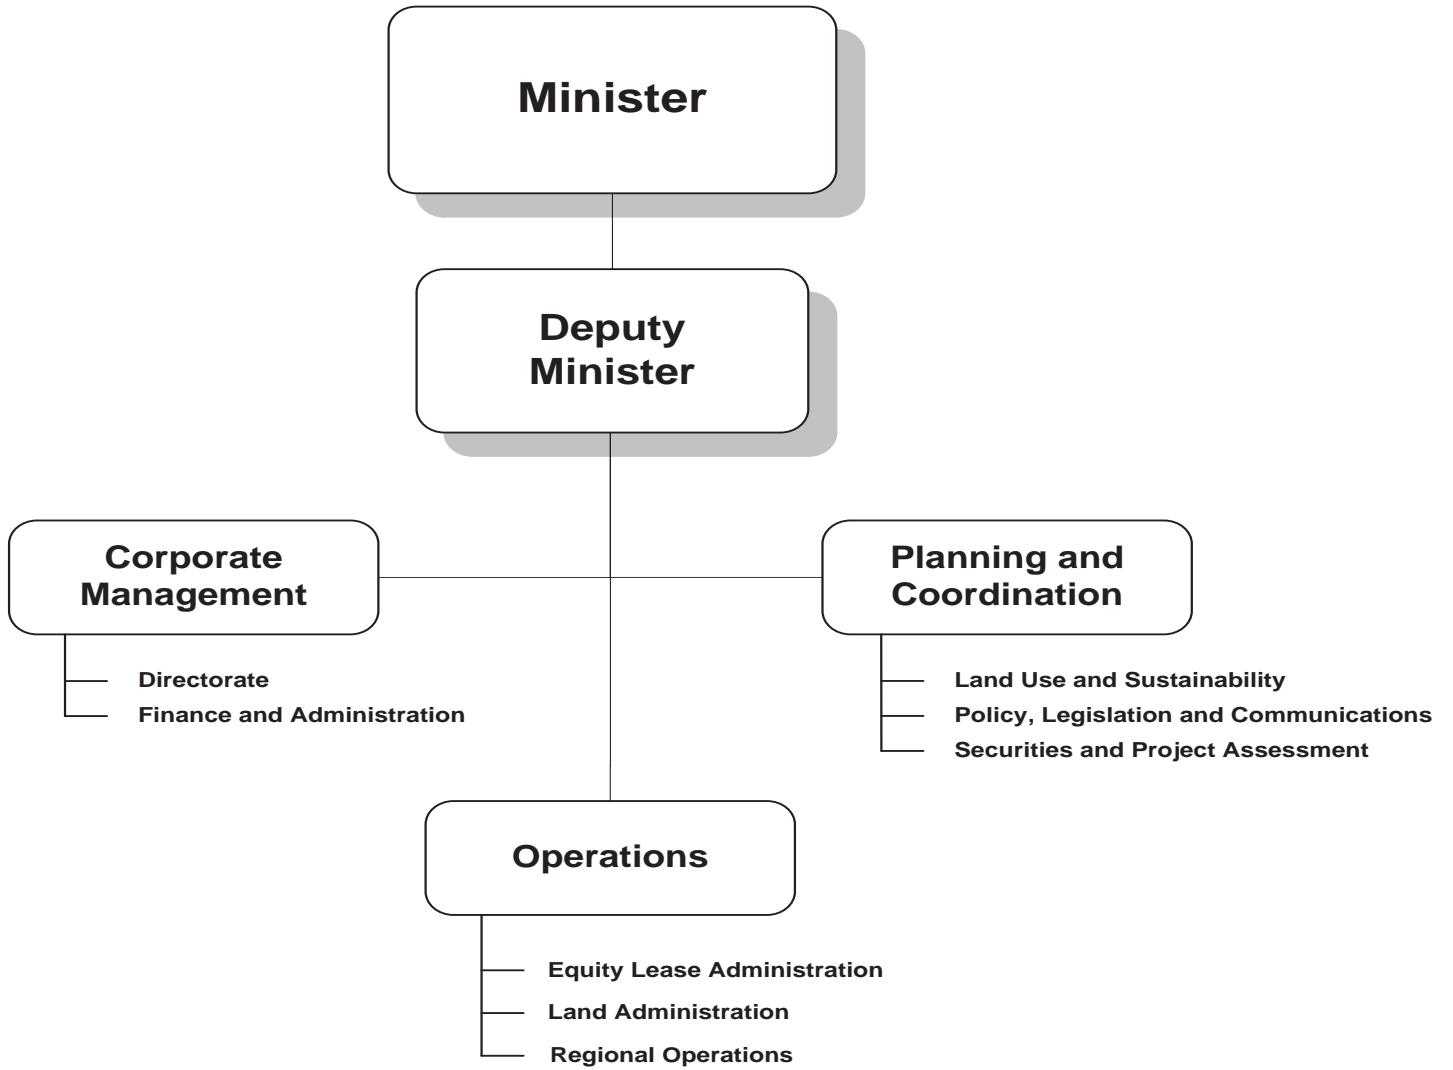 Minister
Deputy
Minister
Corporate
Management
Directorate
Finance and Administration
Planning and
Coordination
Land Use and Sustainability
Policy, Legislation and Communications
Securities and Project Assessment
Operations
Equity Lease Administration
Land Administration
Regional Operations